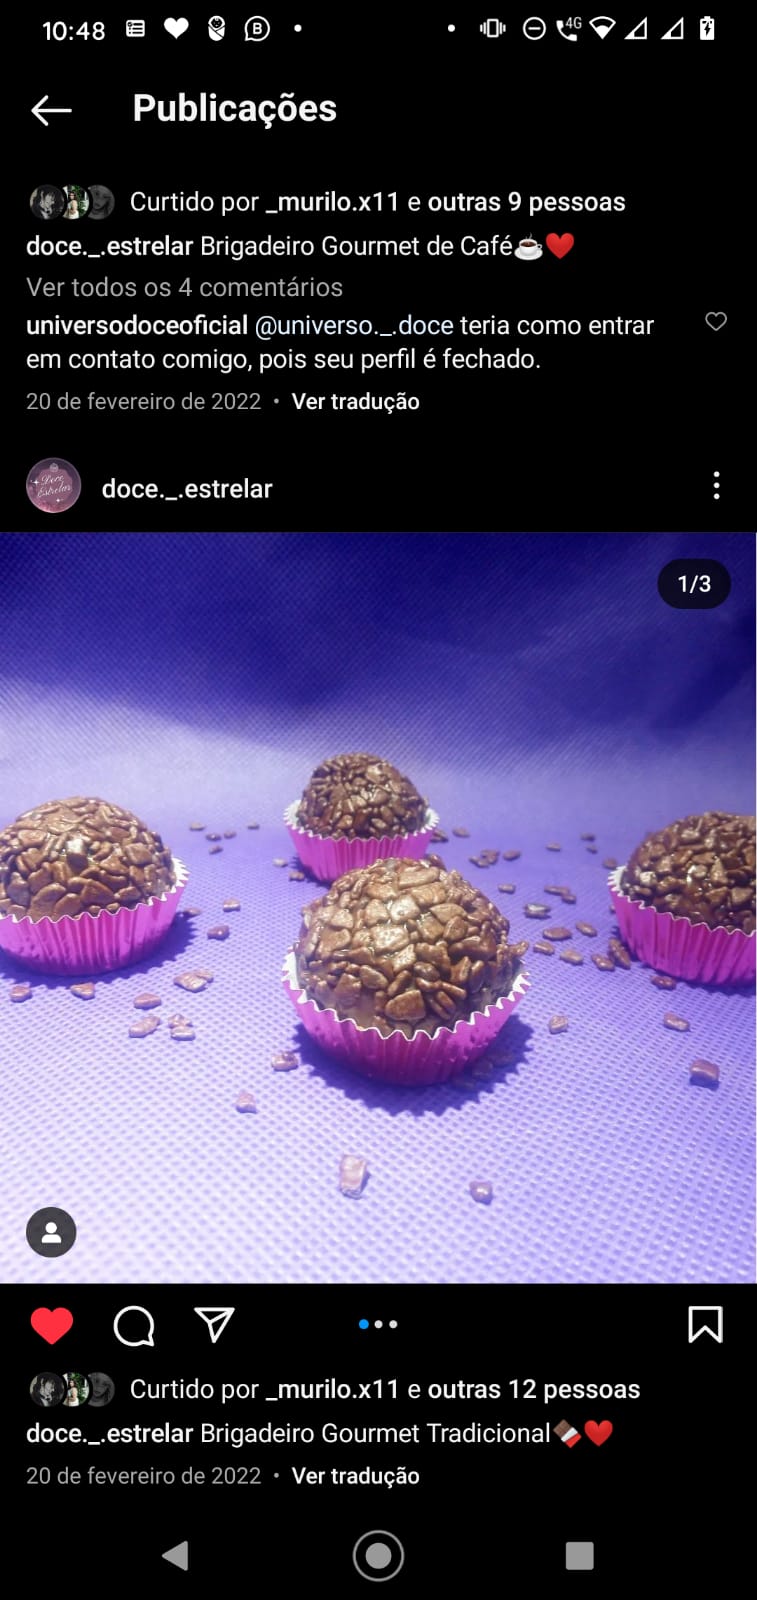 10:48
4G
Publicações
Curtido por _murilo.x11 e outras 9 pessoas
doce._.estrelar Brigadeiro Gourmet de Café☕❤️
Ver todos os 4 comentários
universodoceoficial @universo._.doce teria como entrar
em contato comigo, pois seu perfil é fechado.
20 de fevereiro de 2022 • Ver tradução
Doce
Estrelar
doce._.estrelar
1/3
Curtido por _murilo.x11 e outras 12 pessoas
doce._.estrelar Brigadeiro Gourmet Tradicional🍫❤️
20 de fevereiro de 2022 • Ver tradução